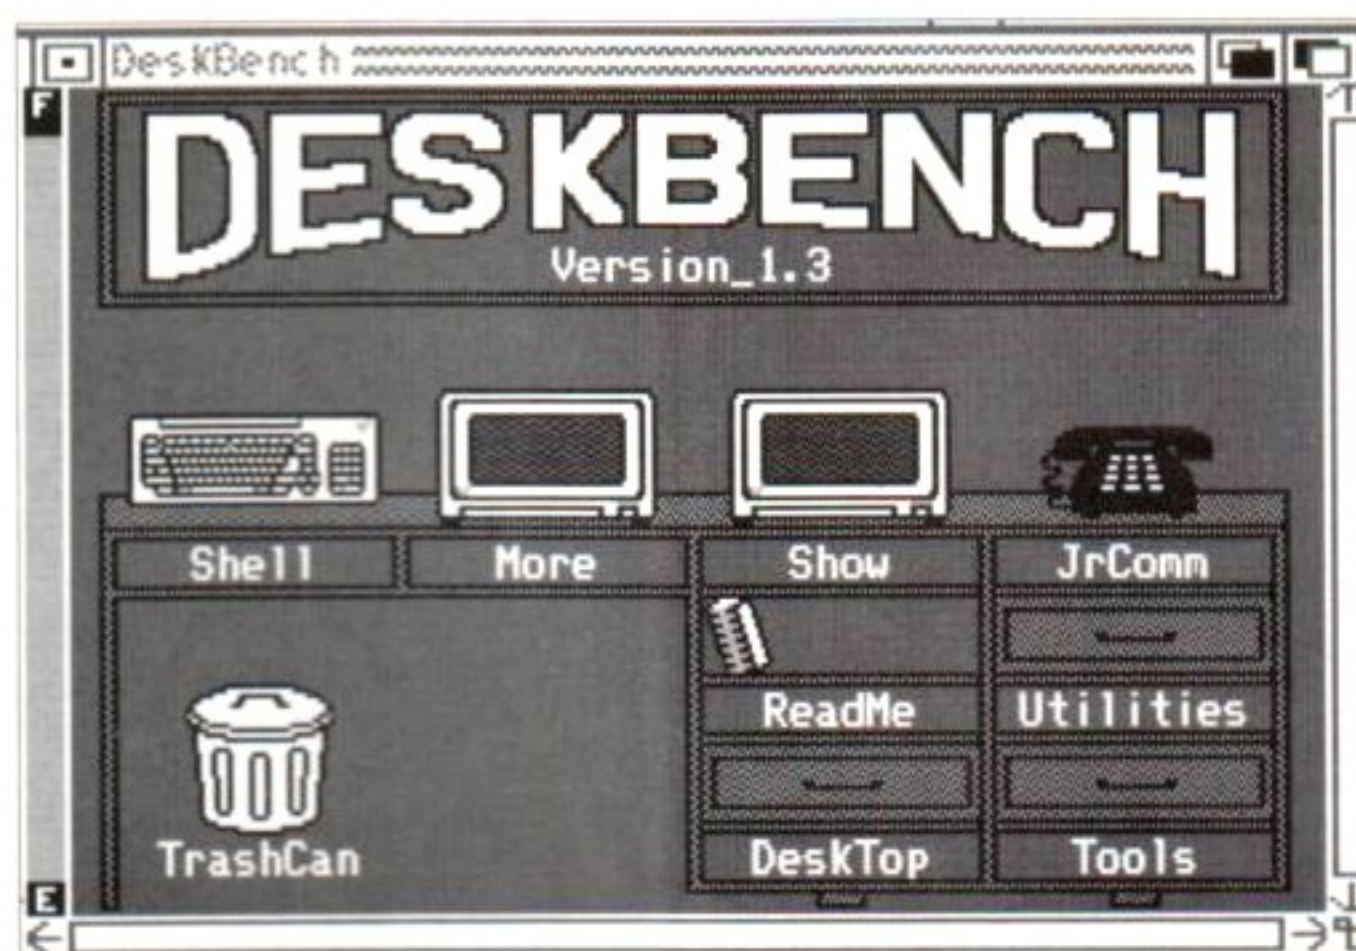 DeskBench
F
DESKBENCH
Version_1.3
Shell More Show JrComm
ReadMe Utilities
TrashCan DeskTop Tools
E